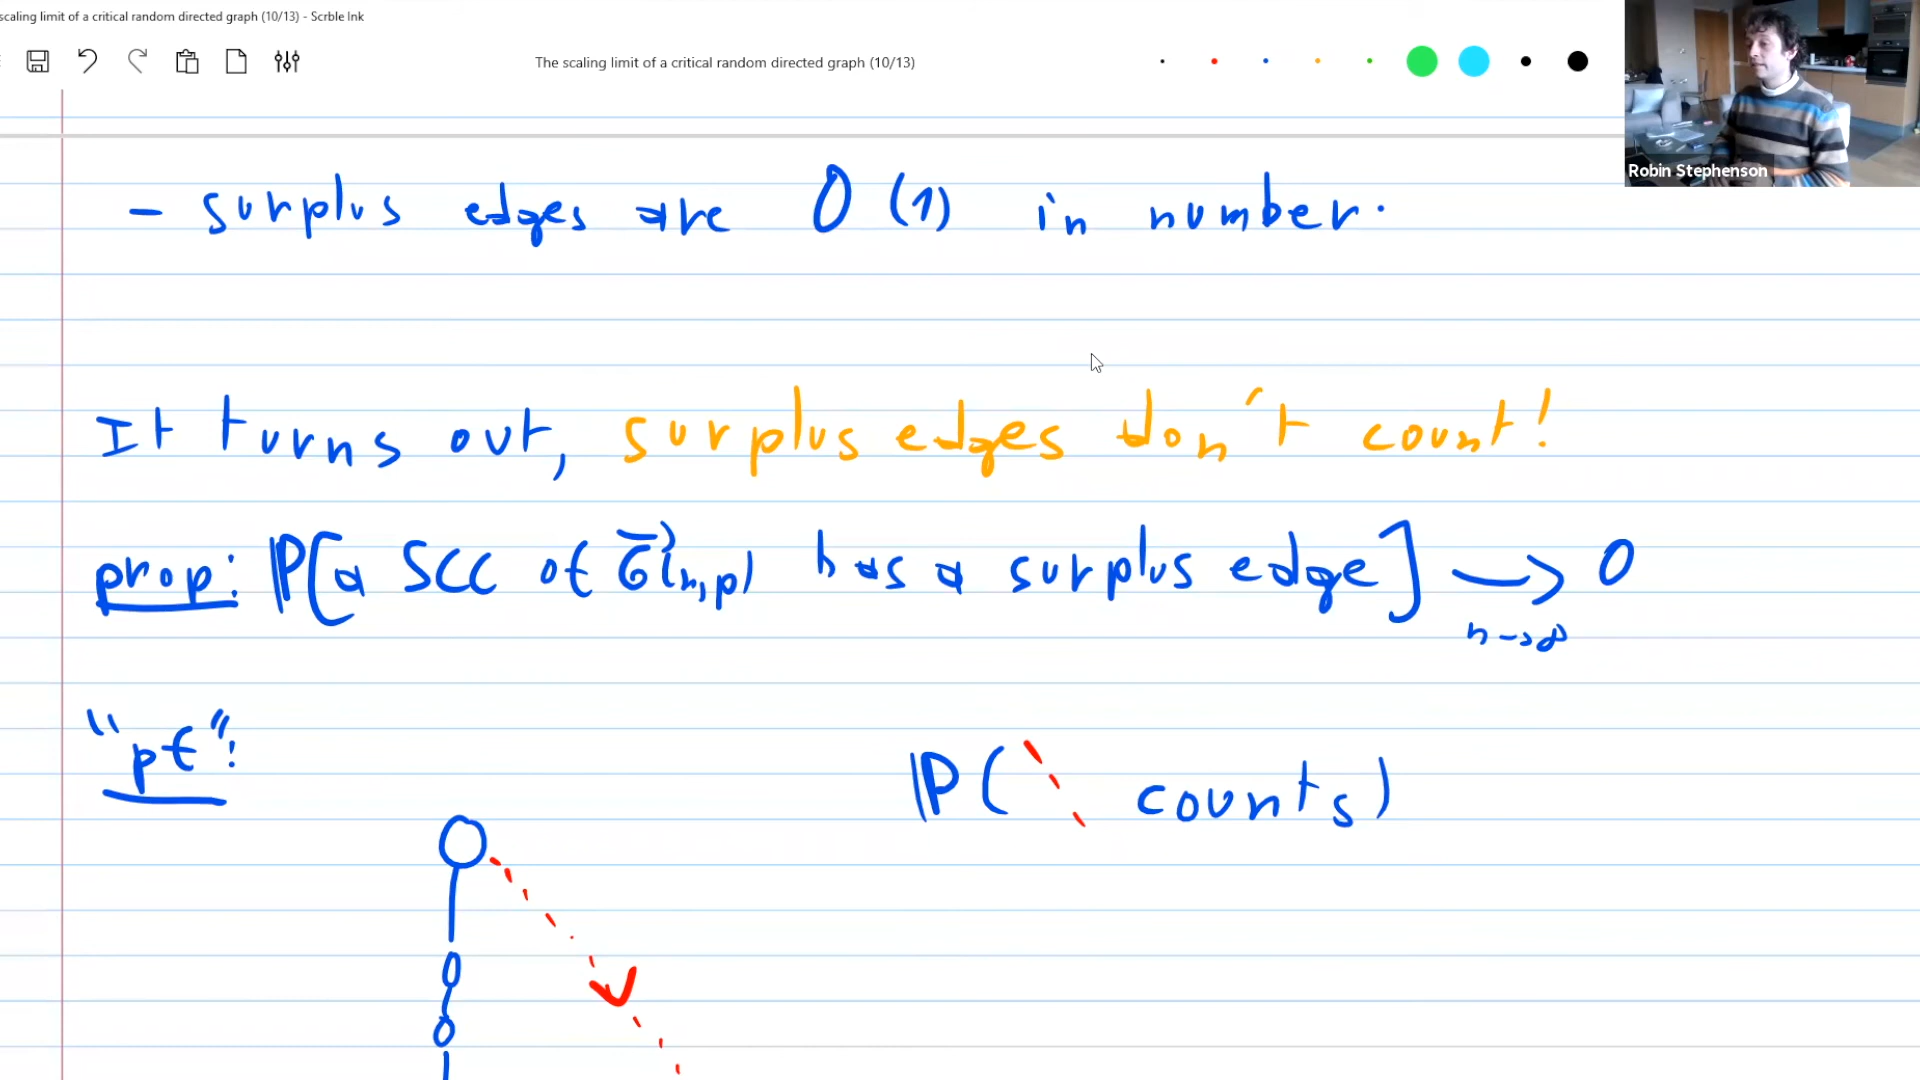 scaling limit of a critical random directed graph (10/13) - Scrble Ink
The scaling limit of a critical random directed graph (10/13)
Robin Stephenson
- surplus edges are O(1) in number.
It turns out, surplus edges don't count!
prop: ℙ[a SCC of G⃗(n,p) has a surplus edge] → 0
n→∞
"pf":
ℙ( counts)